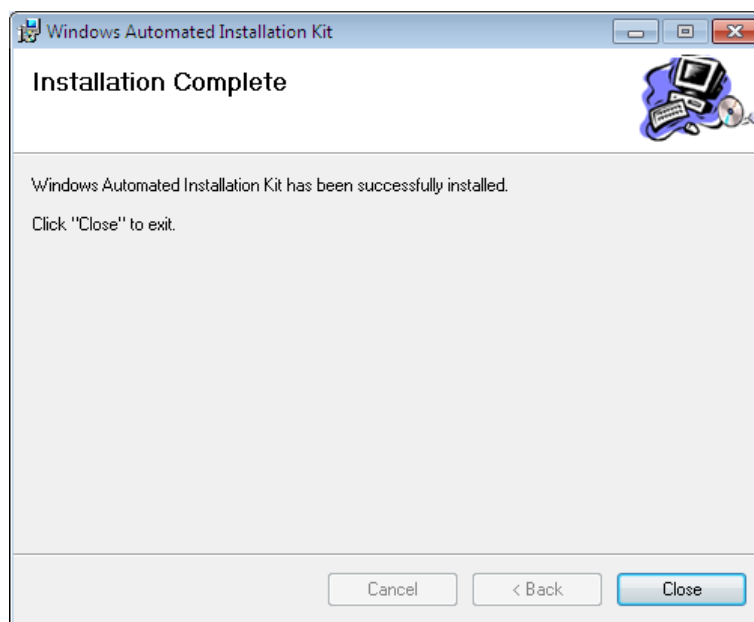 Windows Automated Installation Kit
Installation Complete
Windows Automated Installation Kit has been successfully installed.
Click "Close" to exit.
Cancel
< Back
Close